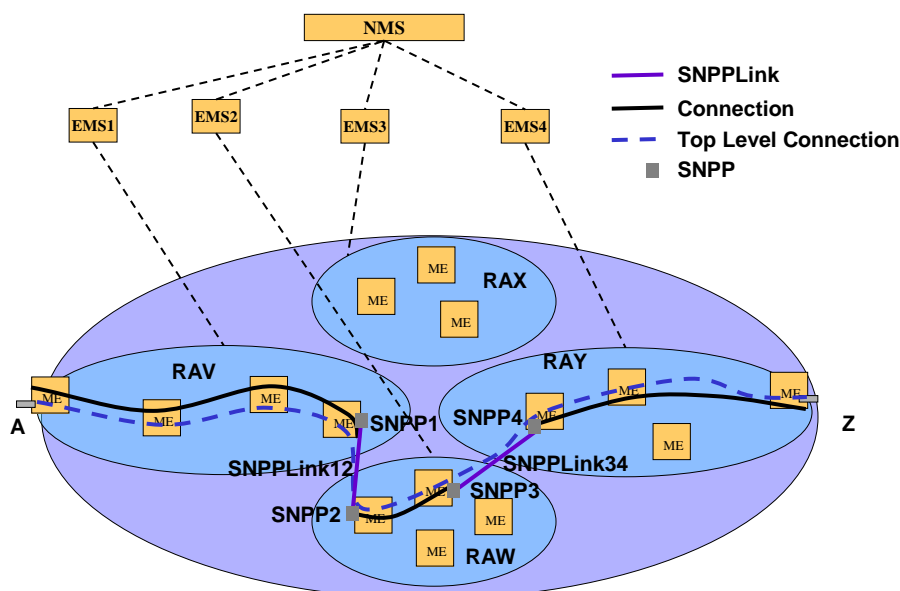 NMS
SNPPLink
Connection
Top Level Connection
SNPP
EMS1
EMS2
EMS3
EMS4
RAX
ME
ME
ME
RAV
RAY
ME
ME
ME
ME
ME
ME
ME
ME
A
SNPP1
SNPP4
Z
SNPPLink12
SNPPLink34
SNPP2
SNPP3
ME
ME
ME
ME
RAW